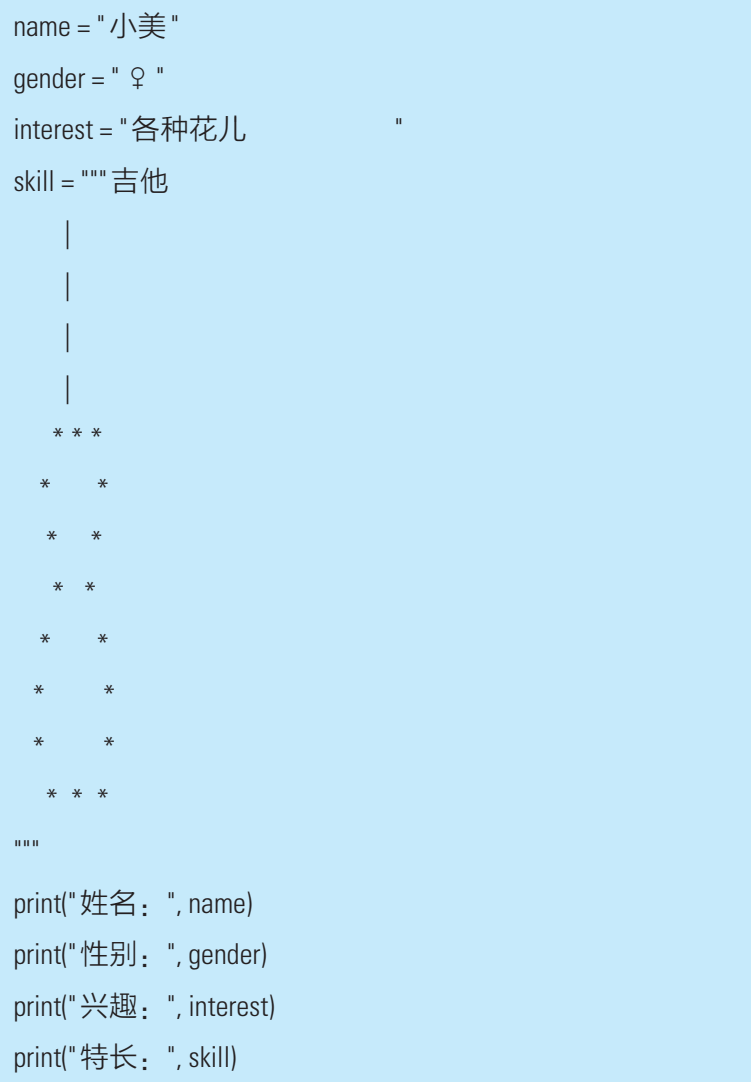 name = "小美"
gender = " ♀ "
interest = "各种花儿                    "
skill = """吉他
       |
       |
       |
       |
     * * *
   *       *
    *     *
     *   *
   *       *
  *         *
  *         *
    *  *  *
"""
print("姓名：", name)
print("性别：", gender)
print("兴趣：", interest)
print("特长：", skill)